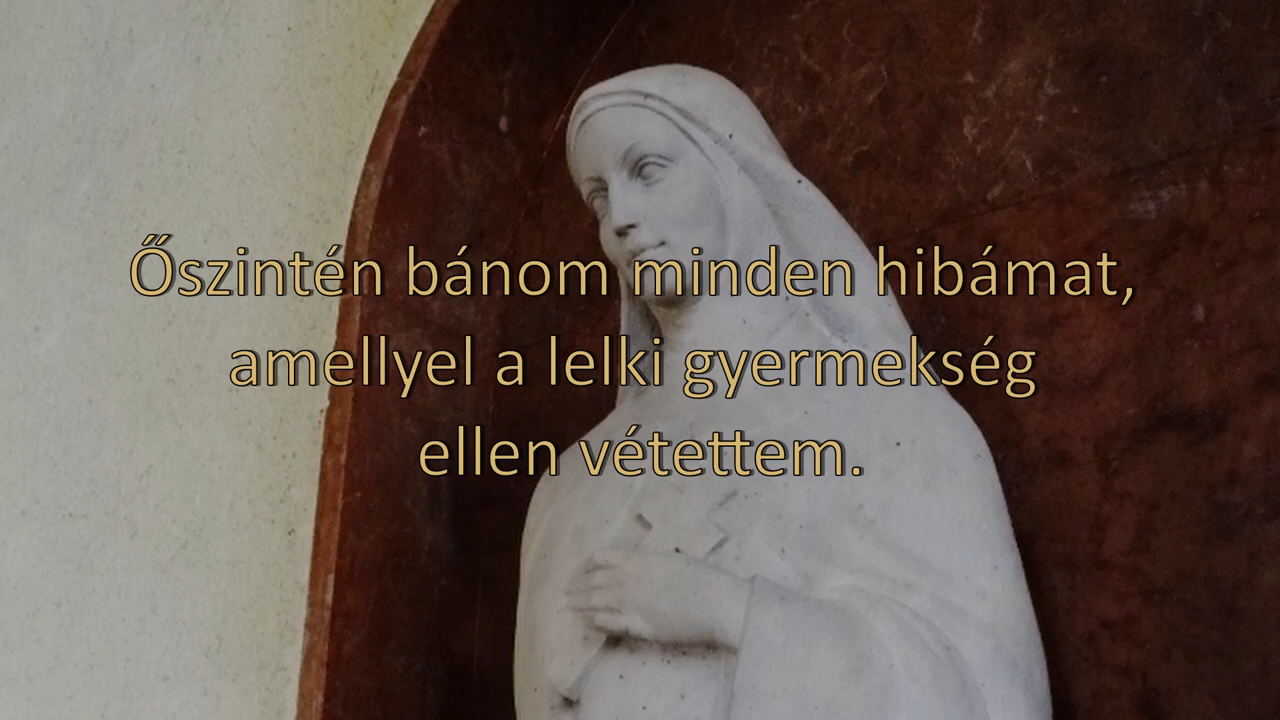 Őszintén bánom minden hibámat,
amellyel a lelki gyermekség
ellen vétettem.